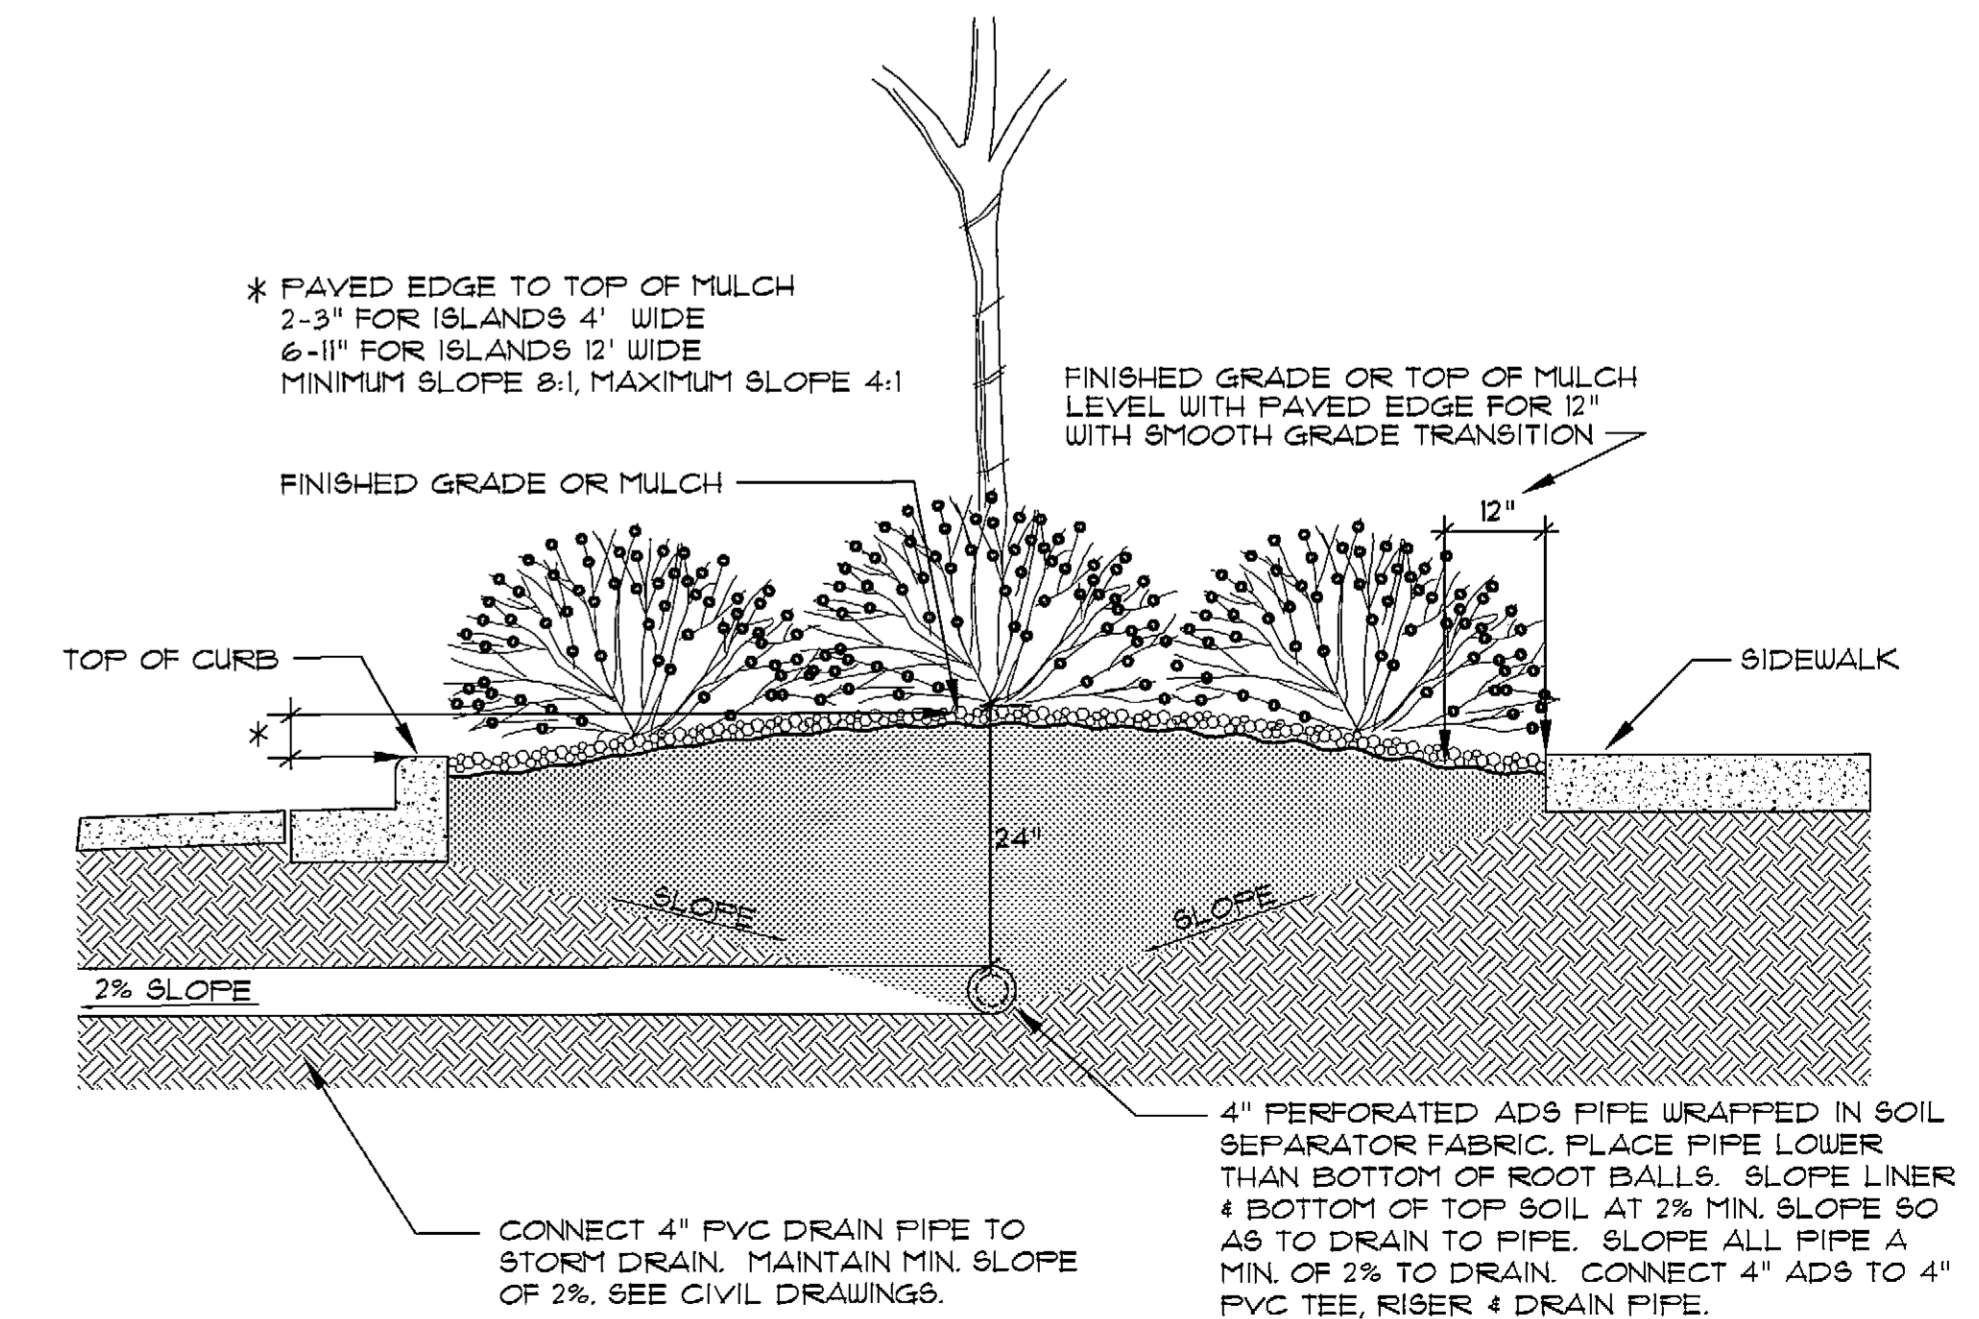 * PAVED EDGE TO TOP OF MULCH
2-3" FOR ISLANDS 4' WIDE
6-11" FOR ISLANDS 12' WIDE
MINIMUM SLOPE 8:1, MAXIMUM SLOPE 4:1
FINISHED GRADE OR TOP OF MULCH
LEVEL WITH PAVED EDGE FOR 12"
WITH SMOOTH GRADE TRANSITION
FINISHED GRADE OR MULCH
12"
TOP OF CURB
SIDEWALK
*
24"
SLOPE
SLOPE
2% SLOPE
4" PERFORATED ADS PIPE WRAPPED IN SOIL
SEPARATOR FABRIC. PLACE PIPE LOWER
THAN BOTTOM OF ROOT BALLS. SLOPE LINER
& BOTTOM OF TOP SOIL AT 2% MIN. SLOPE SO
AS TO DRAIN TO PIPE. SLOPE ALL PIPE A
MIN. OF 2% TO DRAIN. CONNECT 4" ADS TO 4"
PVC TEE, RISER & DRAIN PIPE.
CONNECT 4" PVC DRAIN PIPE TO
STORM DRAIN. MAINTAIN MIN. SLOPE
OF 2%. SEE CIVIL DRAWINGS.